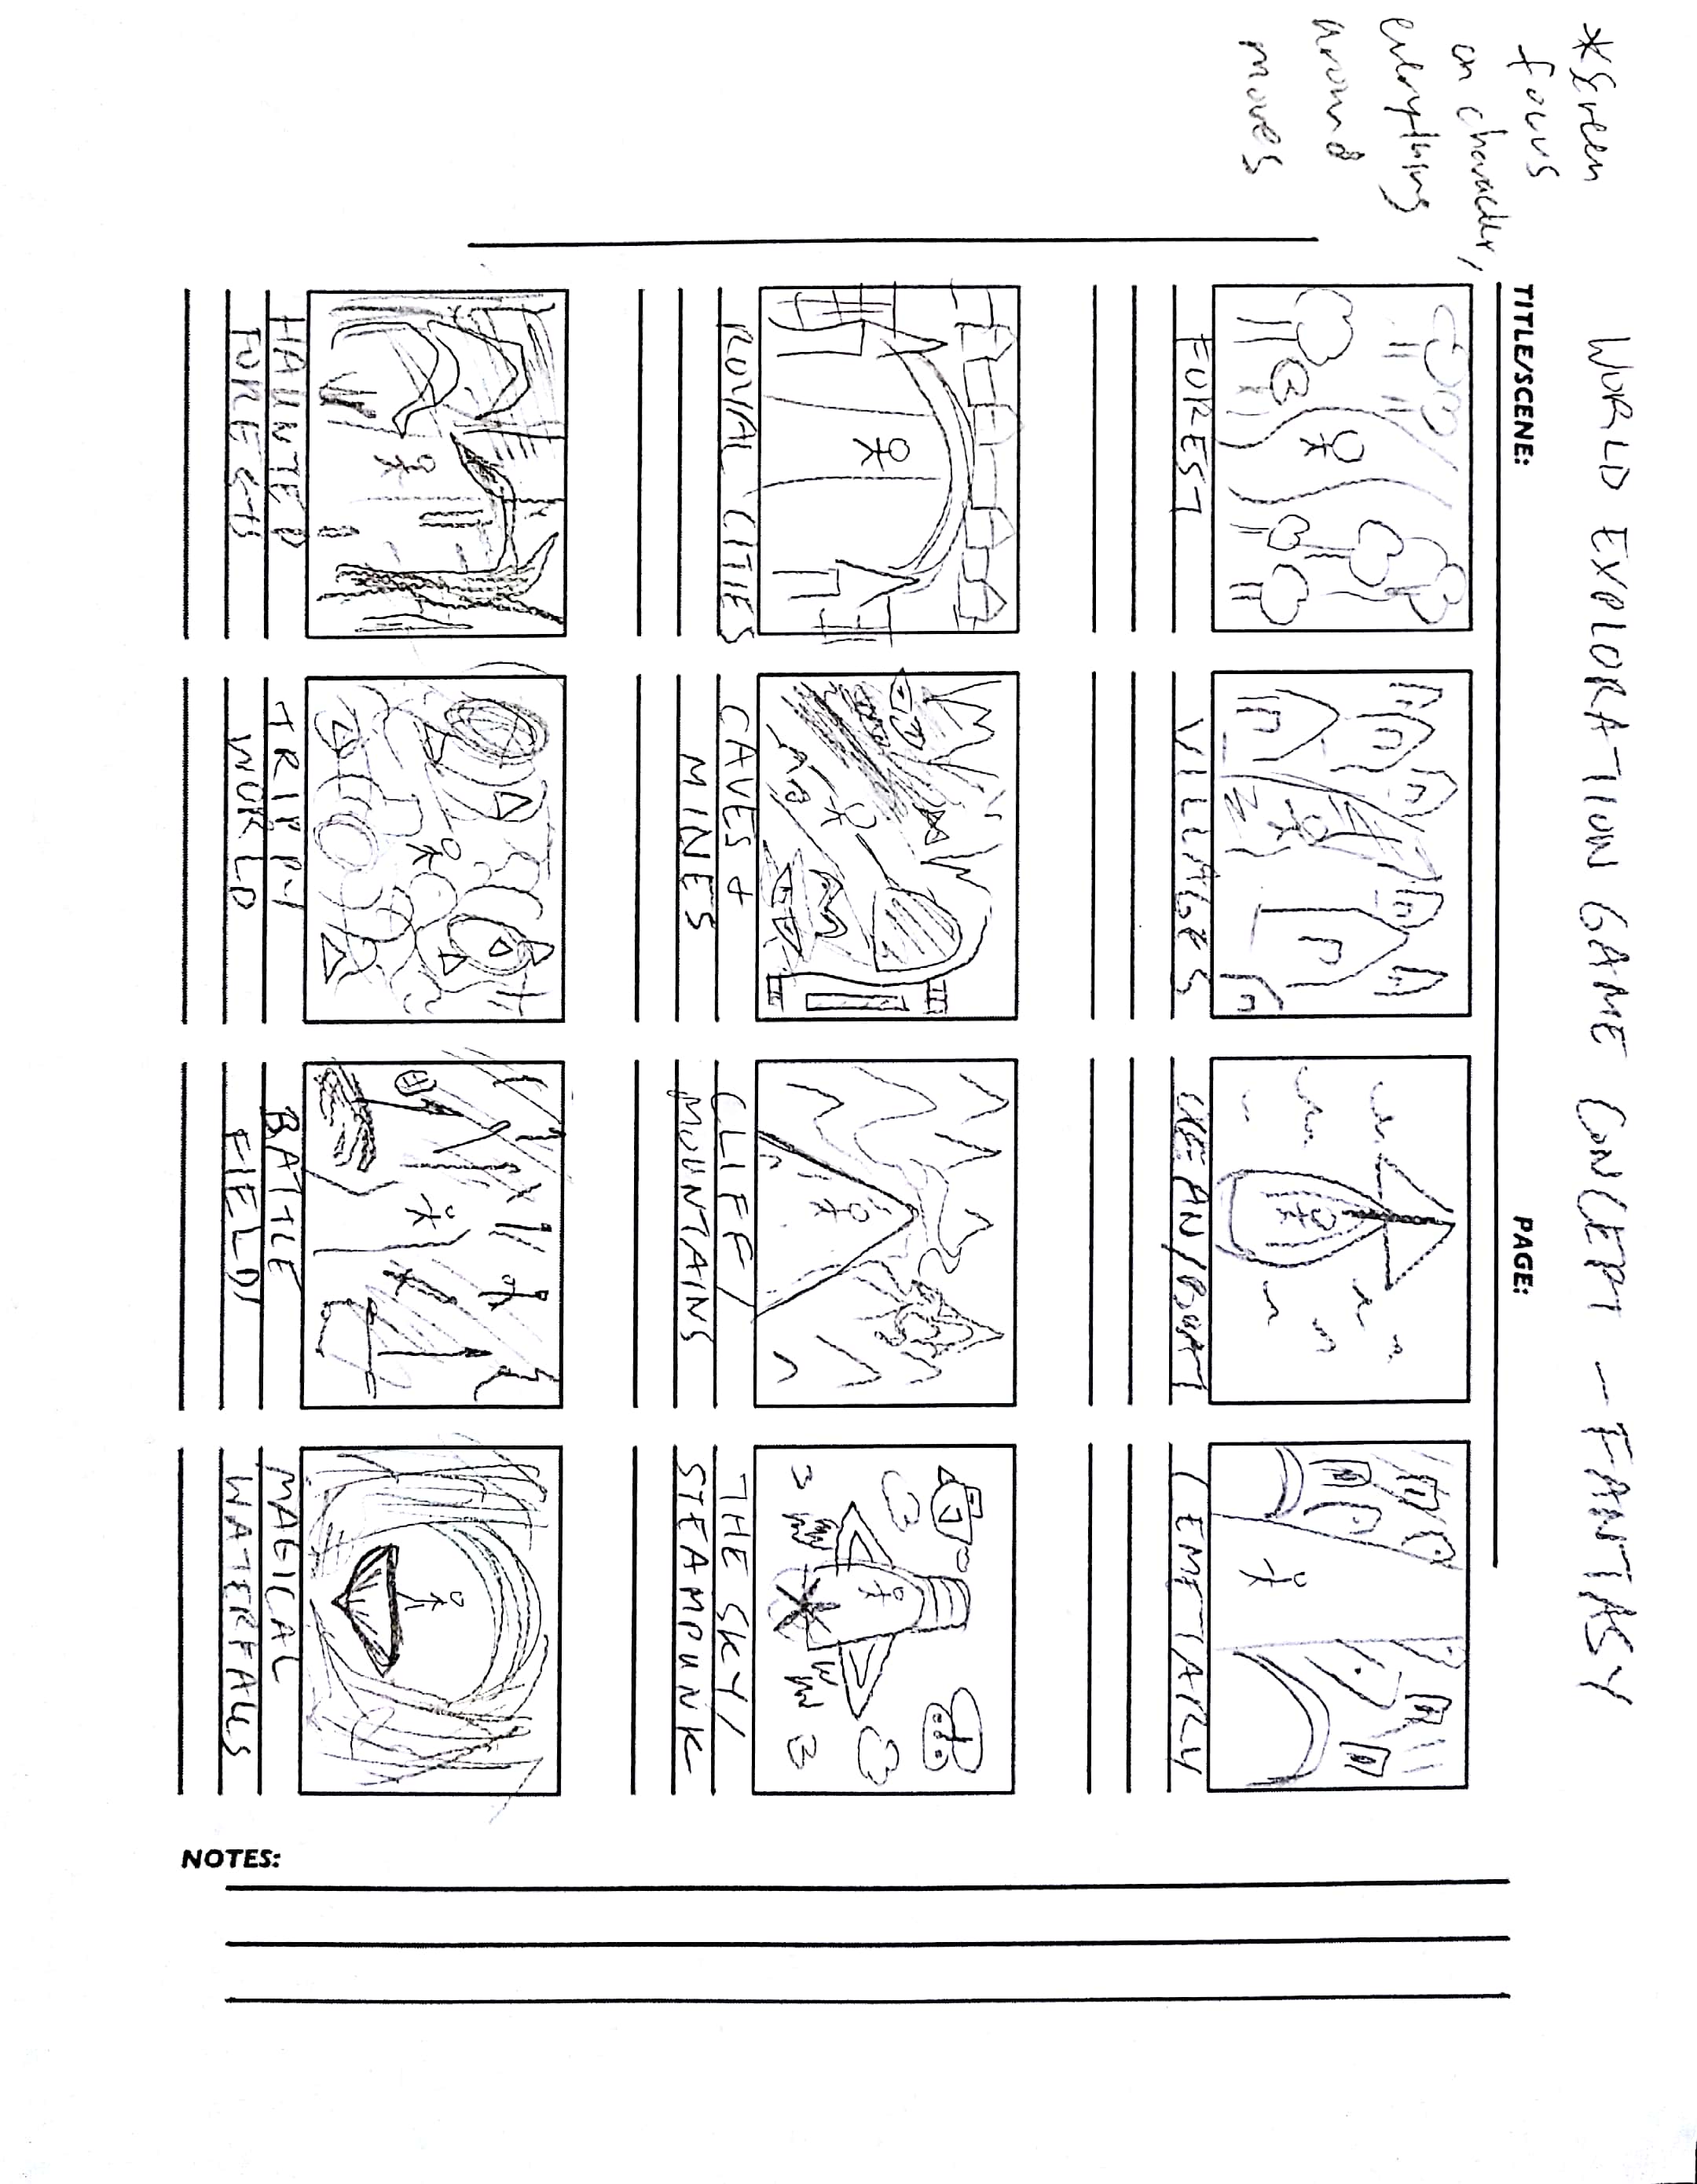 WORLD EXPLORATION GAME CONCEPT - FANTASY
*Screen
focus
on character,
everything
around
moves
TITLE/SCENE:
PAGE:
FOREST
VILLAGES
OCEAN/BOAT
CEMETARY
ROYAL CITIES
CAVES &
MINES
CLIFF/
MOUNTAINS
THE SKY/
STEAMPUNK
HAUNTED
FORESTS
TRIPPY
WORLD
BATTLE
FIELDS
MAGICAL
WATERFALLS
NOTES: